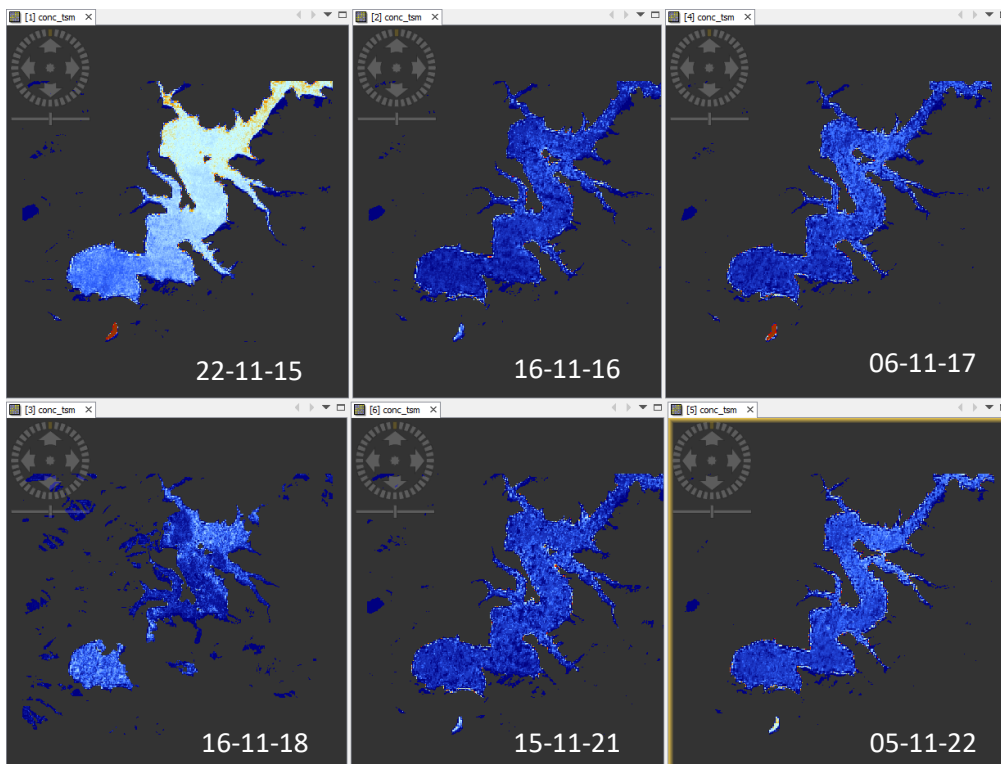 [1] conc_tsm
[2] conc_tsm
[4] conc_tsm
22-11-15
16-11-16
06-11-17
[3] conc_tsm
[6] conc_tsm
[5] conc_tsm
16-11-18
15-11-21
05-11-22